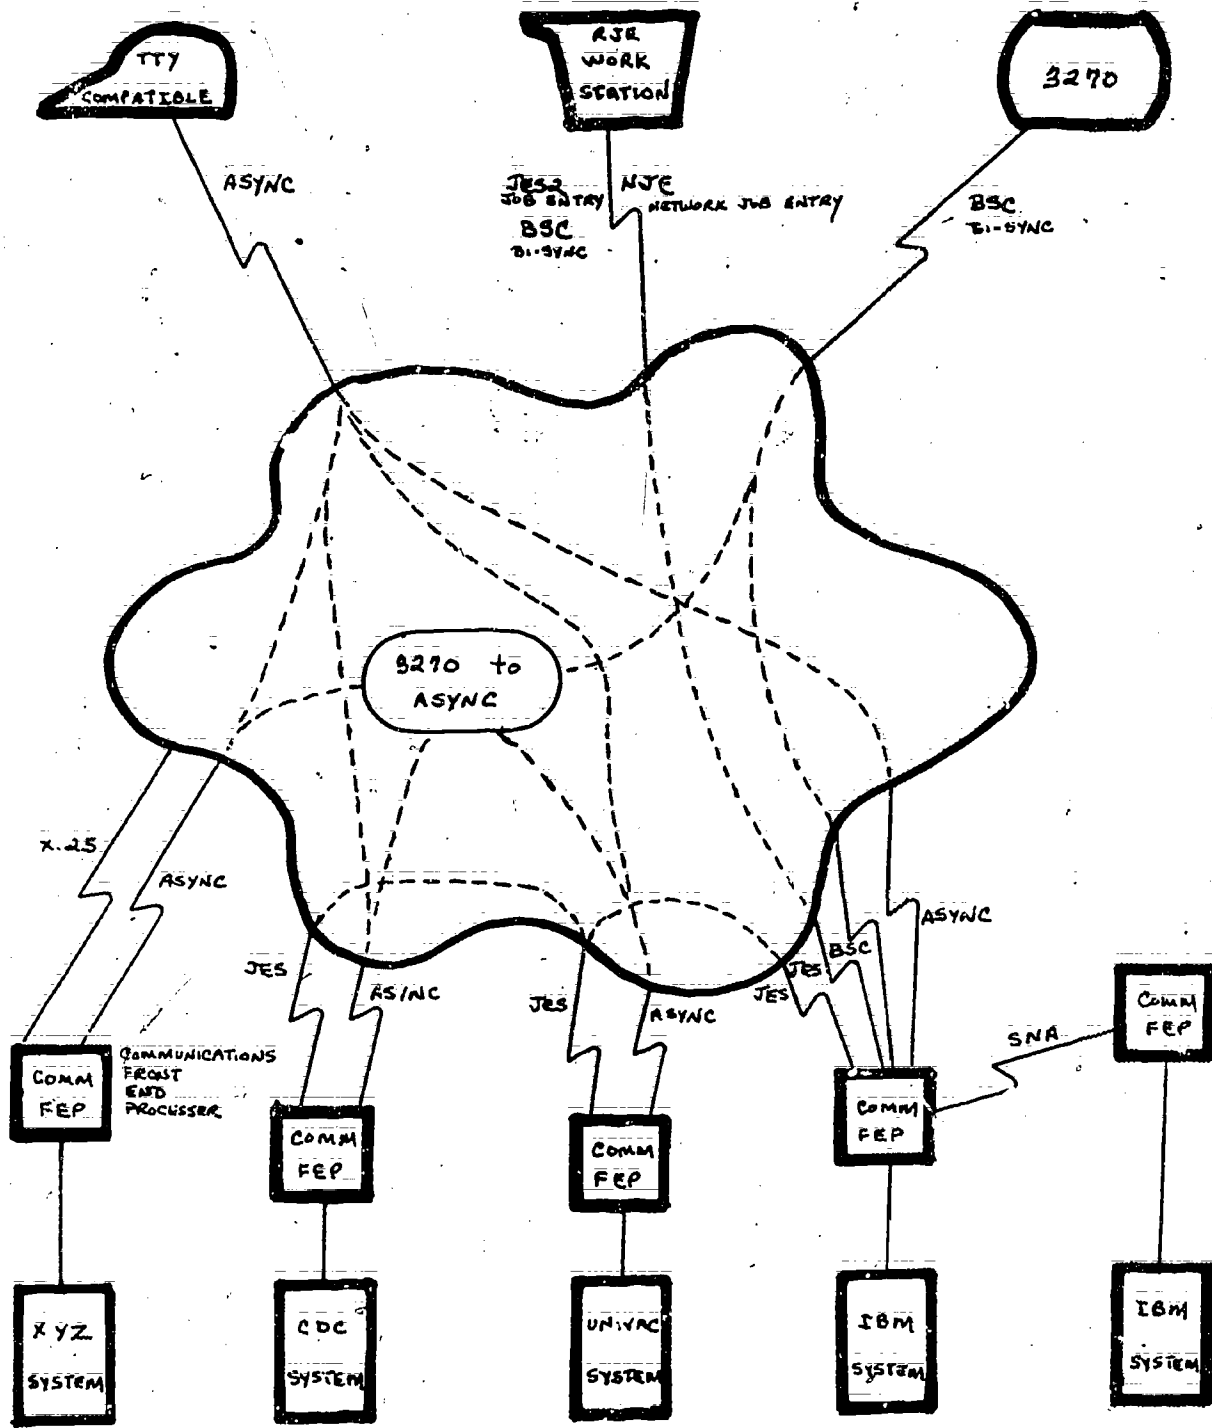 TTY
COMPATIBLE
RJE
WORK
STATION
3270
ASYNC
JES2
JOB ENTRY
BSC
BI-SYNC
NJE
NETWORK JOB ENTRY
BSC
BI-SYNC
3270 to
ASYNC
X.25
ASYNC
JES
ASYNC
JES
ASYNC
JES
BSC
JES
ASYNC
SNA
COMM
FEP
COMMUNICATIONS
FRONT
END
PROCESSER
COMM
FEP
COMM
FEP
COMM
FEP
COMM
FEP
XYZ
SYSTEM
CDC
SYSTEM
UNIVAC
SYSTEM
IBM
SYSTEM
IBM
SYSTEM